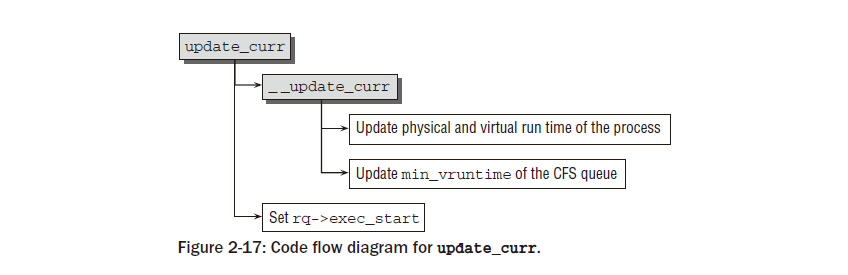 update_curr
__update_curr
Update physical and virtual run time of the process
Update min_vruntime of the CFS queue
Set rq->exec_start
Figure 2-17: Code flow diagram for update_curr.